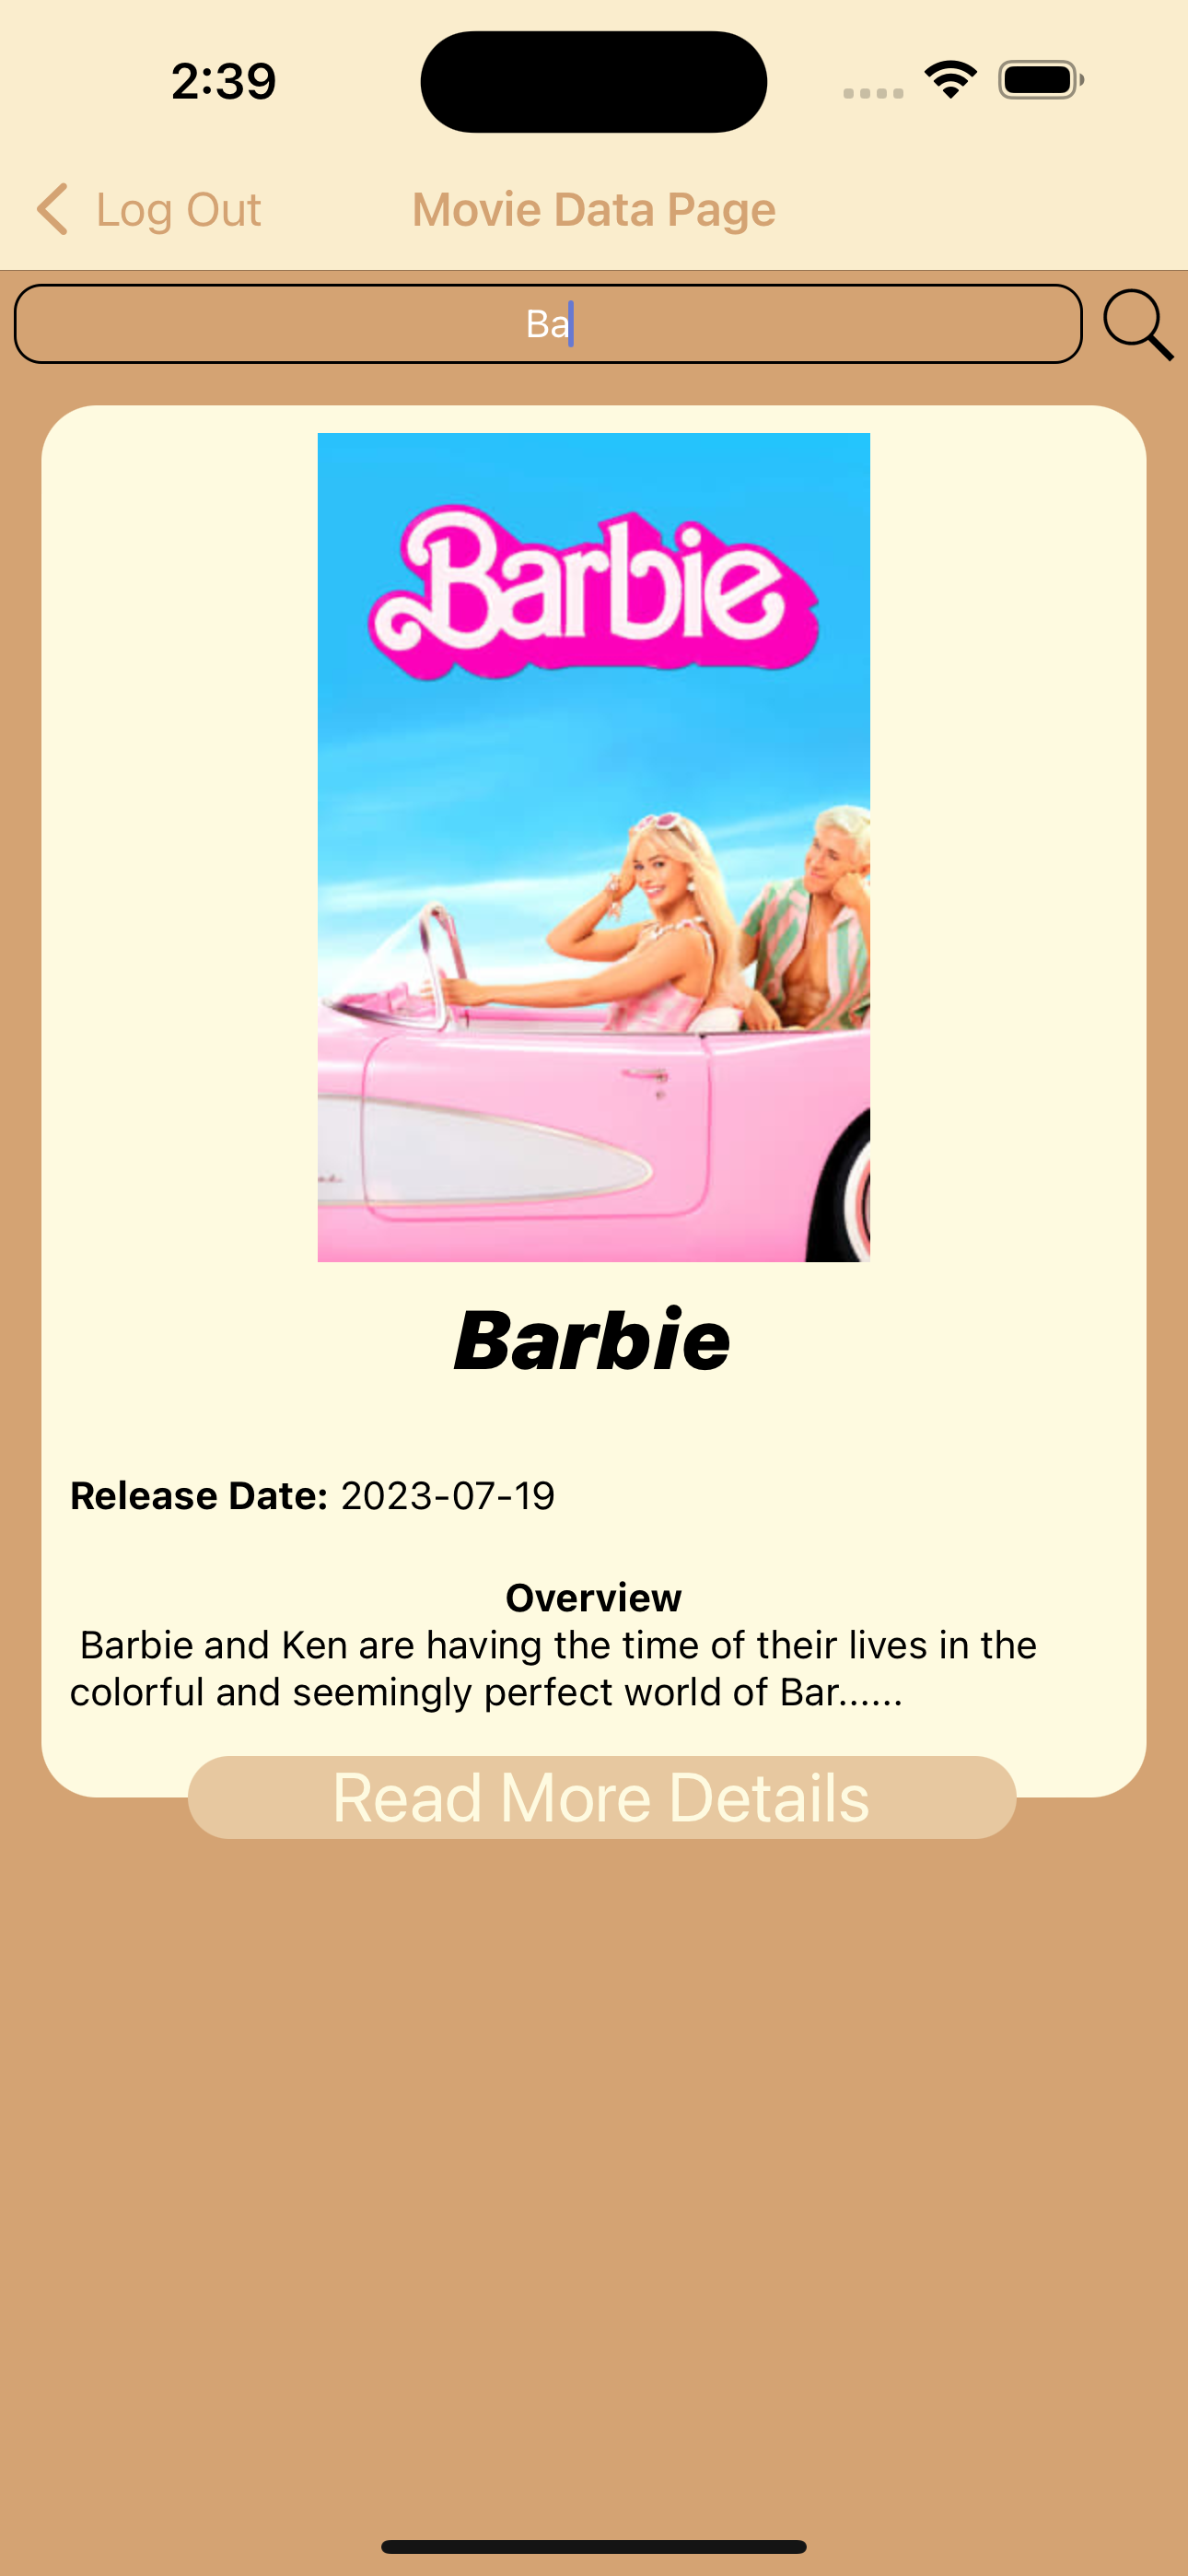 2:39
Log Out
Movie Data Page
Ba
Barbie
Barbie
Release Date: 2023-07-19
Overview
Barbie and Ken are having the time of their lives in the
colorful and seemingly perfect world of Bar......
Read More Details